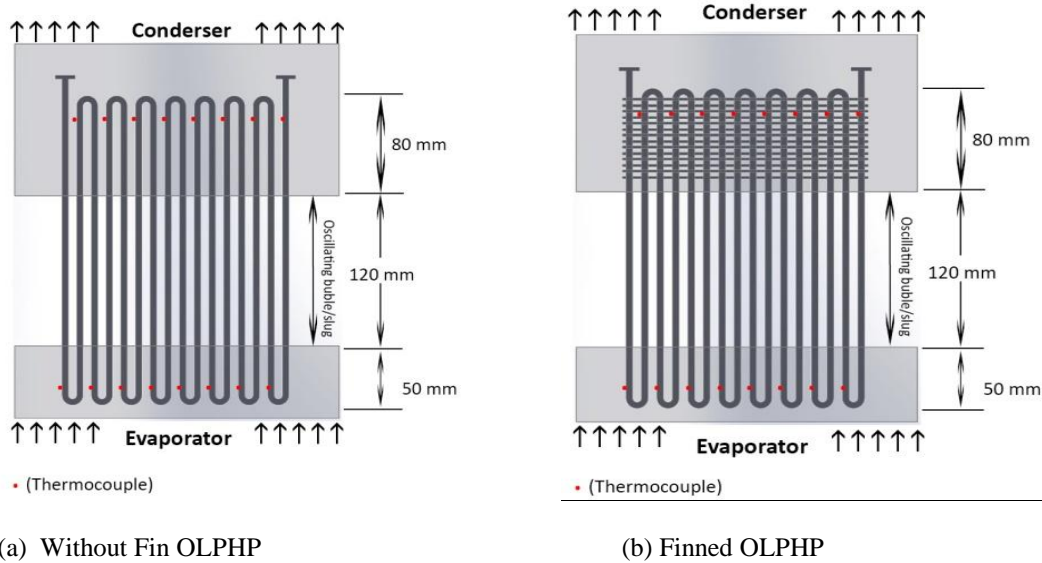 Conderser
80 mm
Oscillating buble/slug
120 mm
50 mm
Evaporator
• (Thermocouple)
(a) Without Fin OLPHP
Conderser
80 mm
Oscillating buble/slug
120 mm
50 mm
Evaporator
• (Thermocouple)
(b) Finned OLPHP